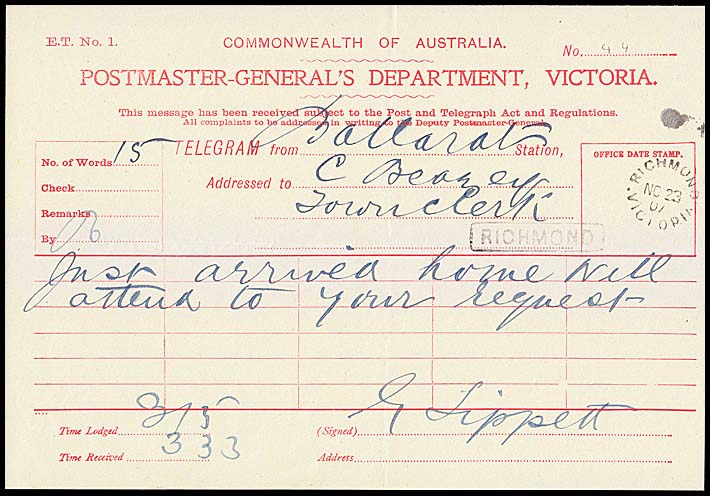 E.T. No. 1.
COMMONWEALTH OF AUSTRALIA.
No. 44
POSTMASTER-GENERAL'S DEPARTMENT, VICTORIA.
This message has been received subject to the Post and Telegraph Act and Regulations.
All complaints to be addressed in writing to the Deputy Postmaster-General.
No. of Words 15
Check
Remarks
By
TELEGRAM from Ballarat Station,
Addressed to C Beazley
Town Clerk
OFFICE DATE STAMP.
RICHMOND
NO 23
01
VICTORIA
RICHMOND
Just arrived home will
attend to your request
Time Lodged 315
Time Received 333
(Signed) G Tippett
Address